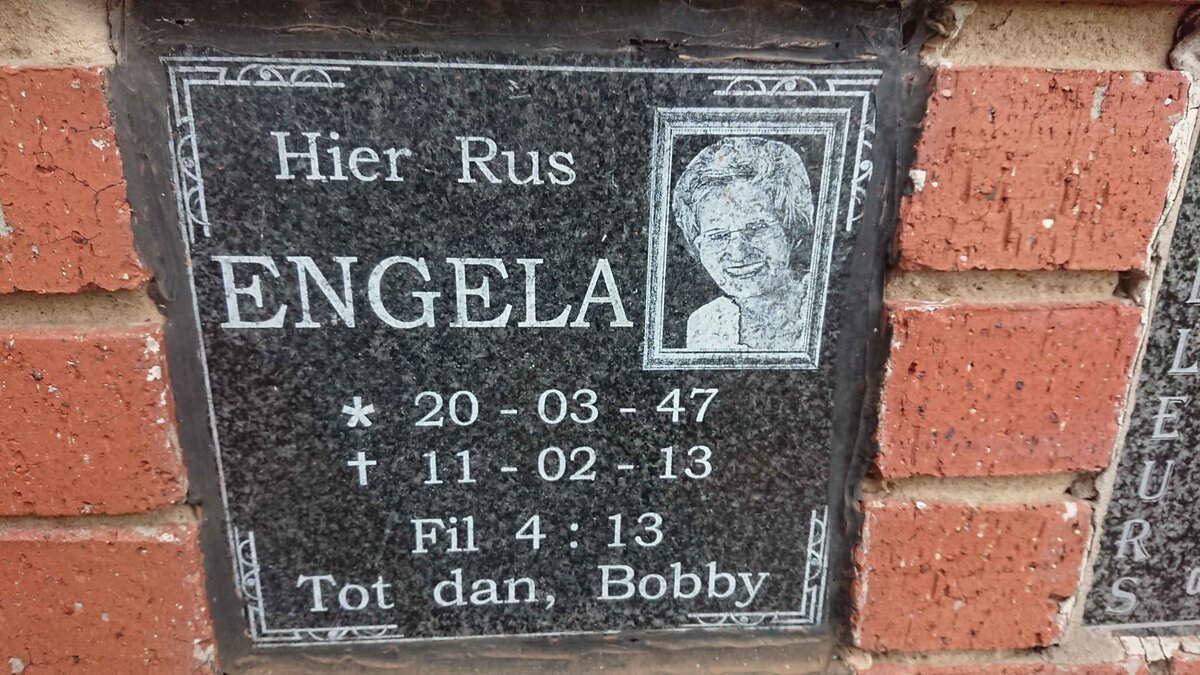 Hier Rus
ENGELA
* 20 - 03 - 47
† 11 - 02 - 13
Fil 4 : 13
Tot dan, Bobby